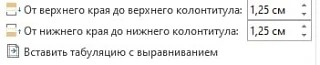 От верхнего края до верхнего колонтитула: 1,25 см
От нижнего края до нижнего колонтитула: 1,25 см
Вставить табуляцию с выравниванием